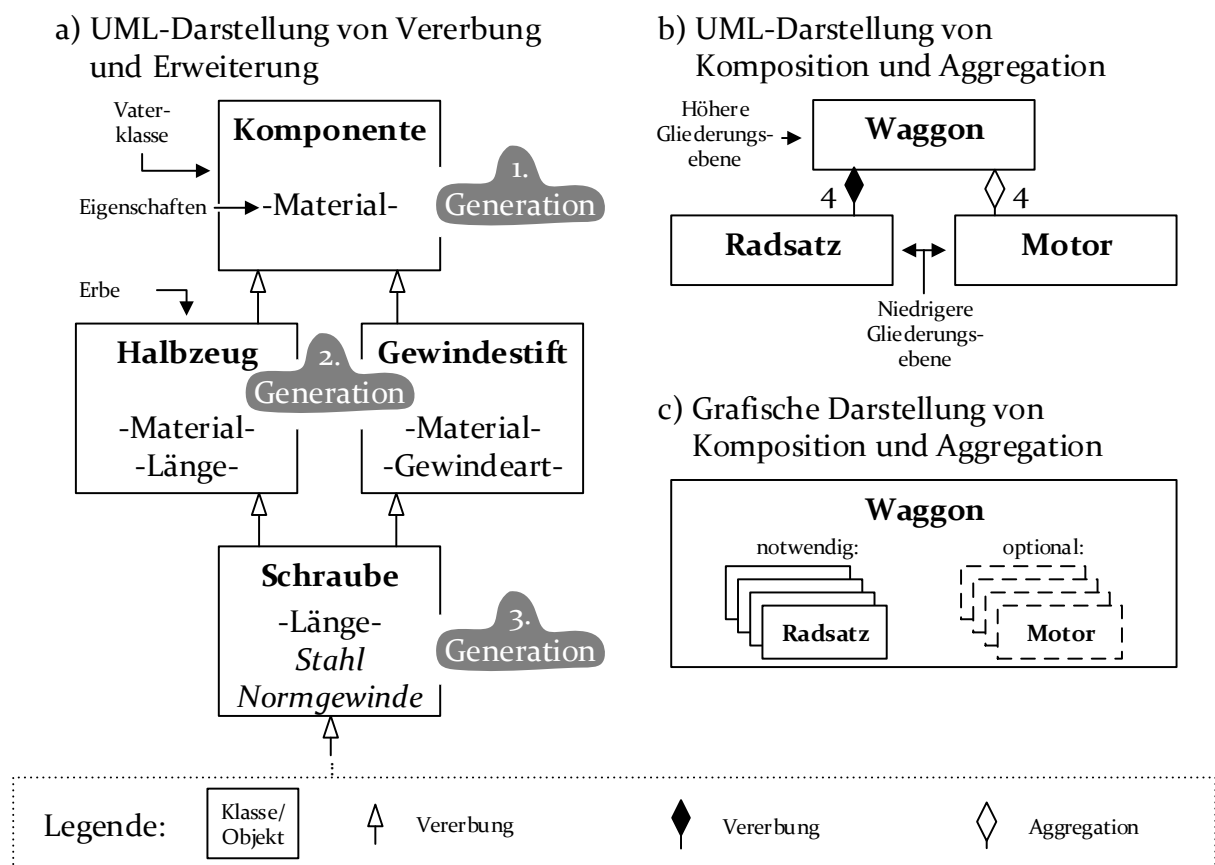 a) UML-Darstellung von Vererbung
und Erweiterung
Vater-
klasse
Komponente
Eigenschaften
-Material-
1.
Generation
Erbe
Halbzeug
-Material-
-Länge-
2.
Generation
Gewindestift
-Material-
-Gewindeart-
Schraube
-Länge-
Stahl
Normgewinde
3.
Generation
b) UML-Darstellung von
Komposition und Aggregation
Höhere
Gliederungs-
ebene
Waggon
4
4
Radsatz
Motor
Niedrigere
Gliederungs-
ebene
c) Grafische Darstellung von
Komposition und Aggregation
Waggon
notwendig:
optional:
Radsatz
Motor
Legende:
Klasse/
Objekt
Vererbung
Vererbung
Aggregation